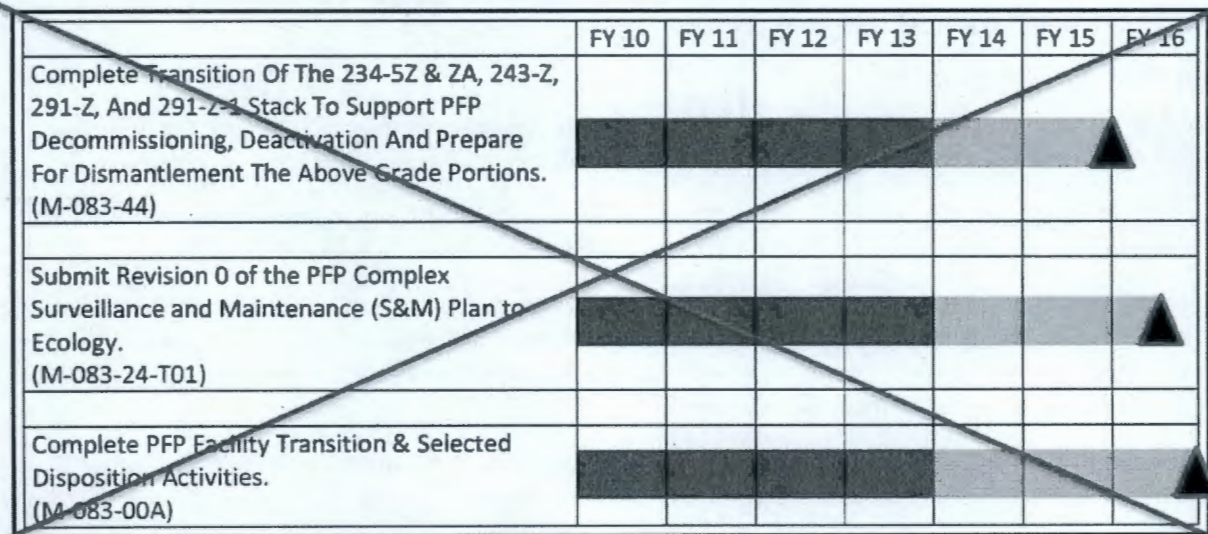 FY 10 FY 11 FY 12 FY 13 FY 14 FY 15 FY 16
Complete Transition Of The 234-5Z & ZA, 243-Z,
291-Z, And 291-Z-1 Stack To Support PFP
Decommissioning, Deactivation And Prepare
For Dismantlement The Above Grade Portions.
(M-083-44)
Submit Revision 0 of the PFP Complex
Surveillance and Maintenance (S&M) Plan to
Ecology.
(M-083-24-T01)
Complete PFP Facility Transition & Selected
Disposition Activities.
(M-083-00A)